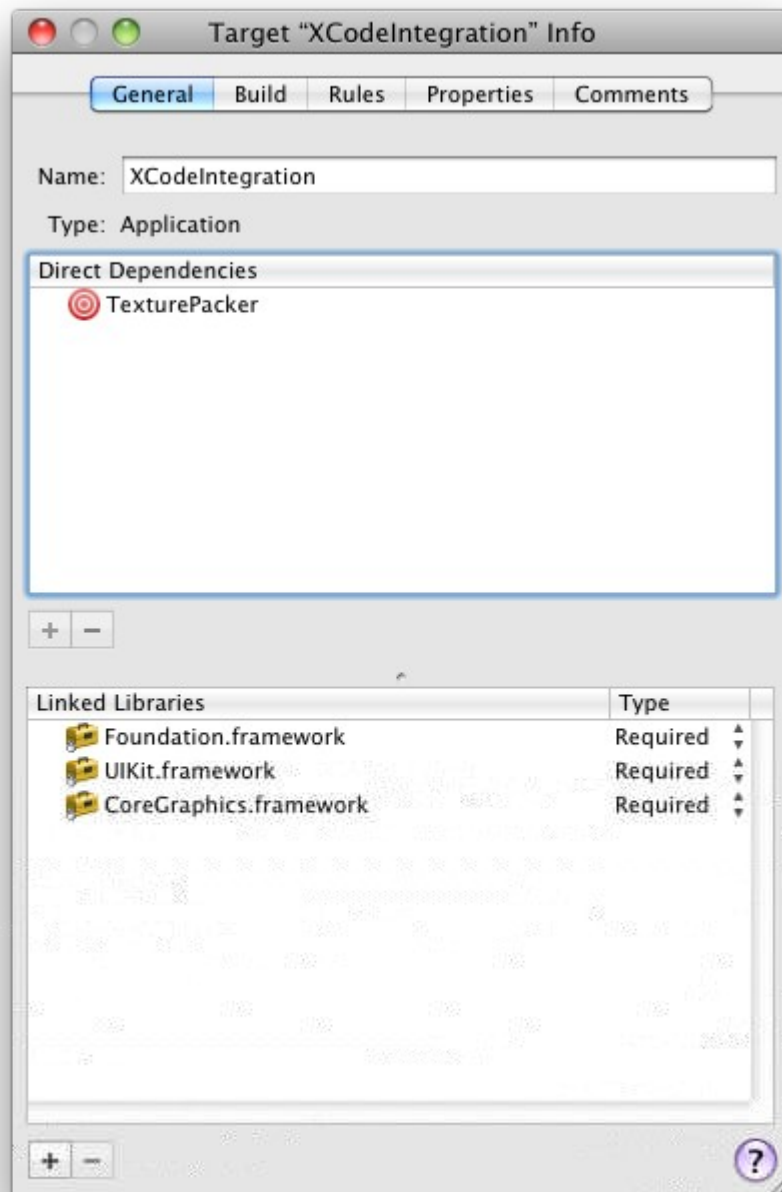 Target “XCodeIntegration” Info
General Build Rules Properties Comments
Name: XCodeIntegration
Type: Application
Direct Dependencies
TexturePacker
+ −
Linked Libraries Type
Foundation.framework Required
UIKit.framework Required
CoreGraphics.framework Required
+ − ?